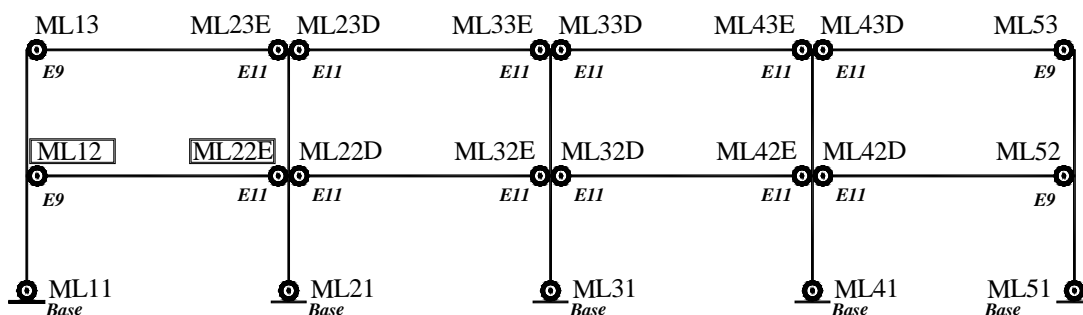 ML13 ML23E ML23D ML33E ML33D ML43E ML43D ML53
E9 E11 E11 E11 E11 E11 E11 E9
ML12 ML22E ML22D ML32E ML32D ML42E ML42D ML52
E9 E11 E11 E11 E11 E11 E11 E9
ML11 ML21 ML31 ML41 ML51
Base Base Base Base Base